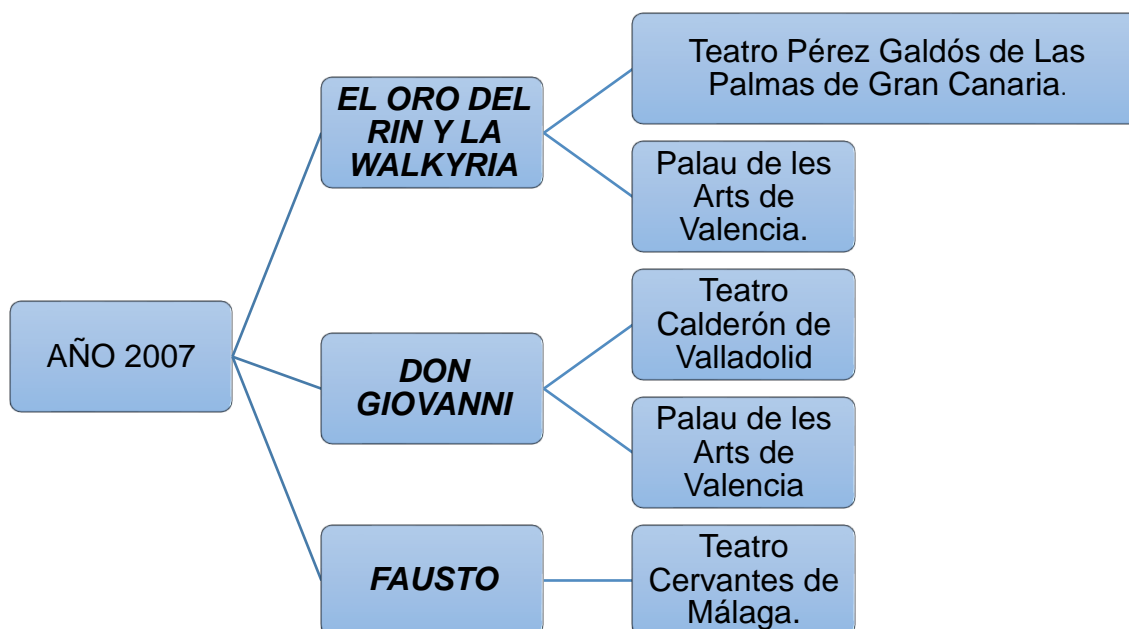 AÑO 2007
EL ORO DEL
RIN Y LA
WALKYRIA
Teatro Pérez Galdós de Las
Palmas de Gran Canaria.
Palau de les
Arts de
Valencia.
DON
GIOVANNI
Teatro
Calderón de
Valladolid
Palau de les
Arts de
Valencia
FAUSTO
Teatro
Cervantes de
Málaga.